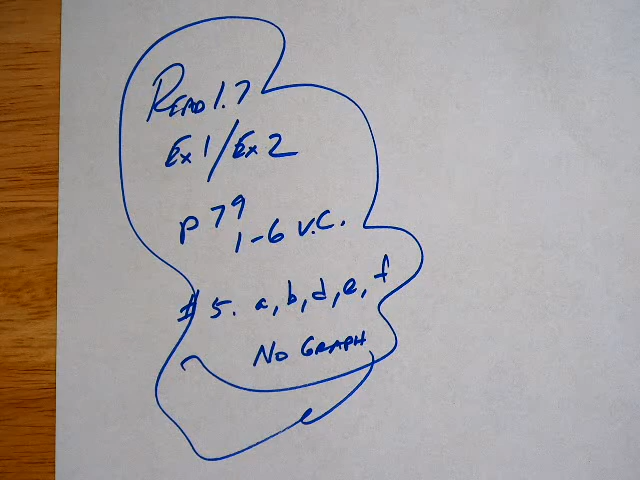 READ 1.7
Ex 1/Ex 2
p 79
1-6 V.C.
# 5. a, b, d, e, f
NO GRAPH